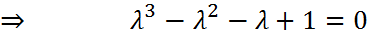 ⇒ λ³ − λ² − λ + 1 = 0